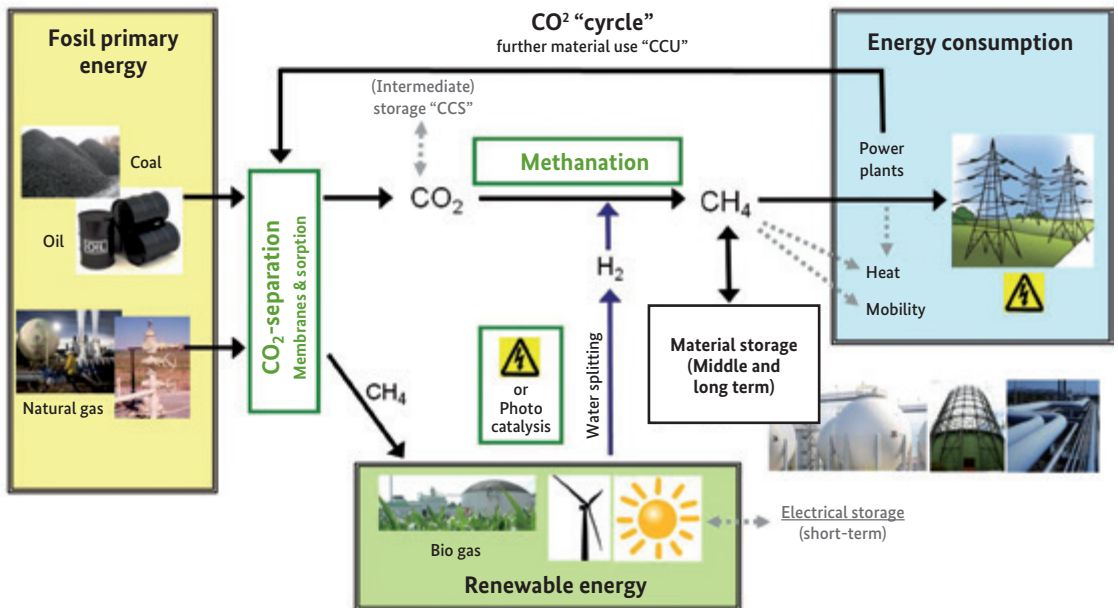 CO² “cyrcle”
further material use “CCU”
Fosil primary
energy
Coal
Oil
OIL
Natural gas
CO₂-separation
Membranes & sorption
(Intermediate)
storage “CCS”
CO₂
Methanation
CH₄
H₂
Water splitting
or
Photo
catalysis
CH₄
Material storage
(Middle and
long term)
Energy consumption
Power
plants
Heat
Mobility
Bio gas
Renewable energy
Electrical storage
(short-term)